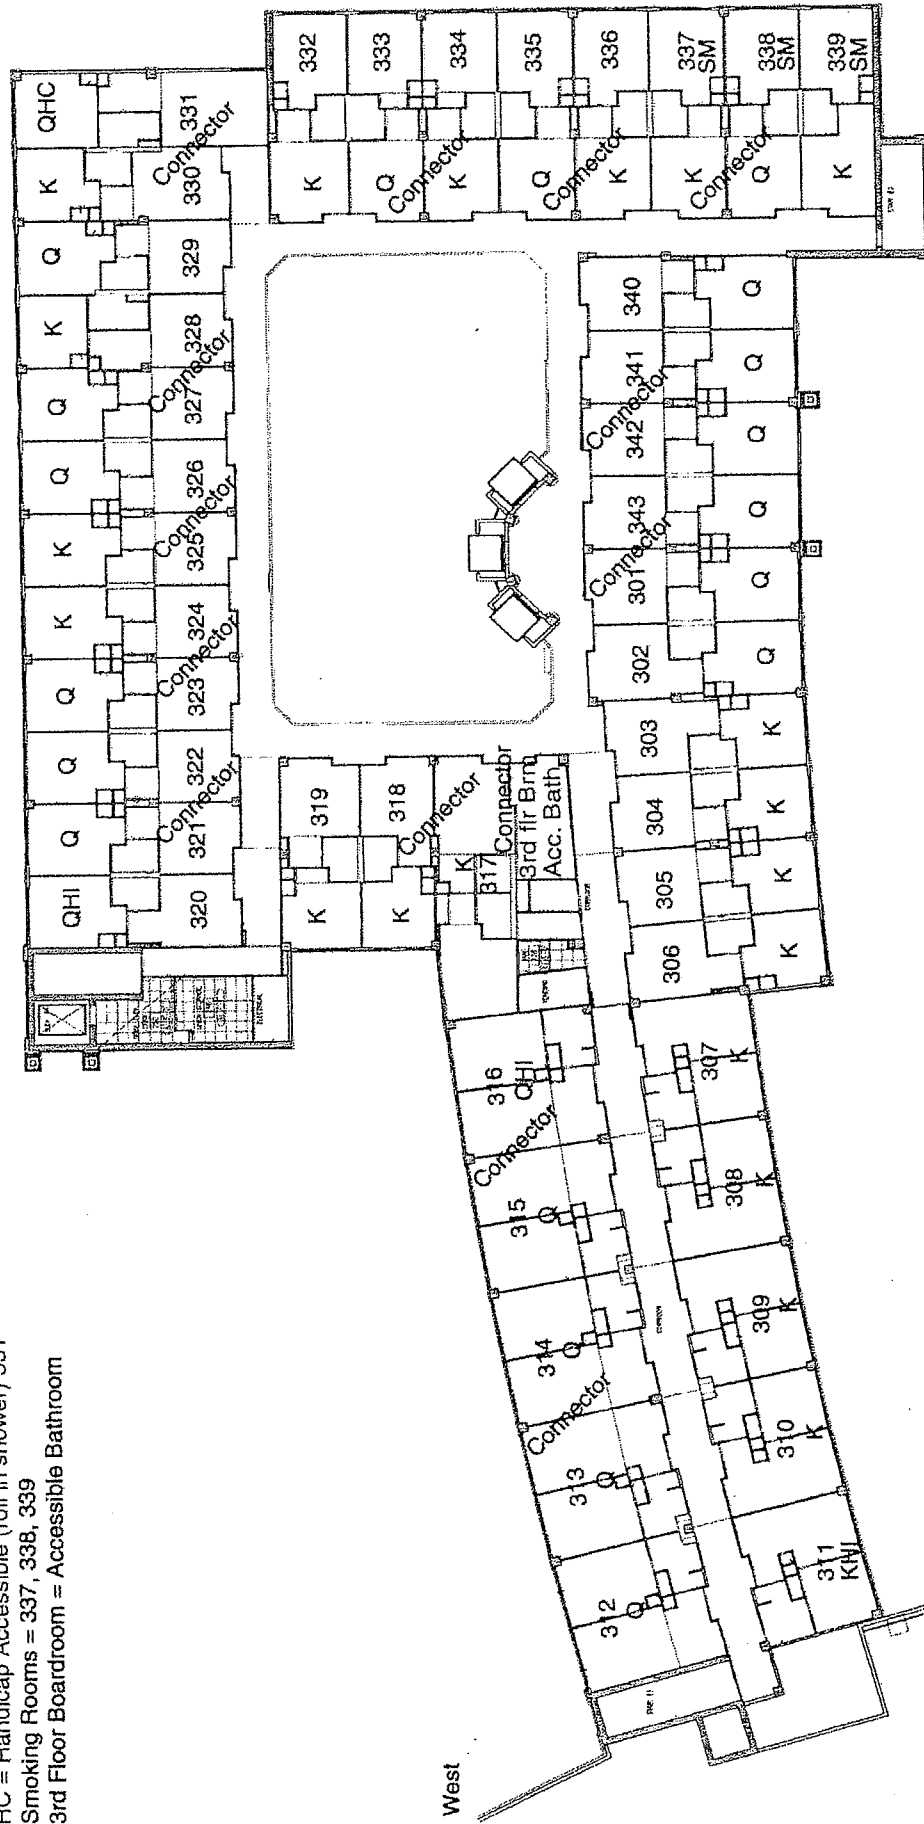 HC = Handicap Accessible (roll in shower) 331
Smoking Rooms = 337, 338, 339
3rd Floor Boardroom = Accessible Bathroom
West
QHI
Q
Q
Q
K
K
Q
Q
K
Q
K
QHC
320
321
322
323
324
325
326
327
328
329
330
331
Connector
Connector
Connector
Connector
Connector
332
333
334
335
336
337
SM
338
SM
339
SM
K
Q
K
Q
K
K
Q
K
Connector
Connector
Connector
319
318
K
K
Connector
K
317
Connector
3rd flr Brm
Acc. Bath
340
341
342
343
301
302
Connector
Connector
Q
Q
Q
Q
Q
Q
303
304
305
306
K
K
K
K
316
QHI
Connector
315
Q
314
Q
Connector
313
Q
312
Q
307
K
308
K
309
K
310
K
311
KHI